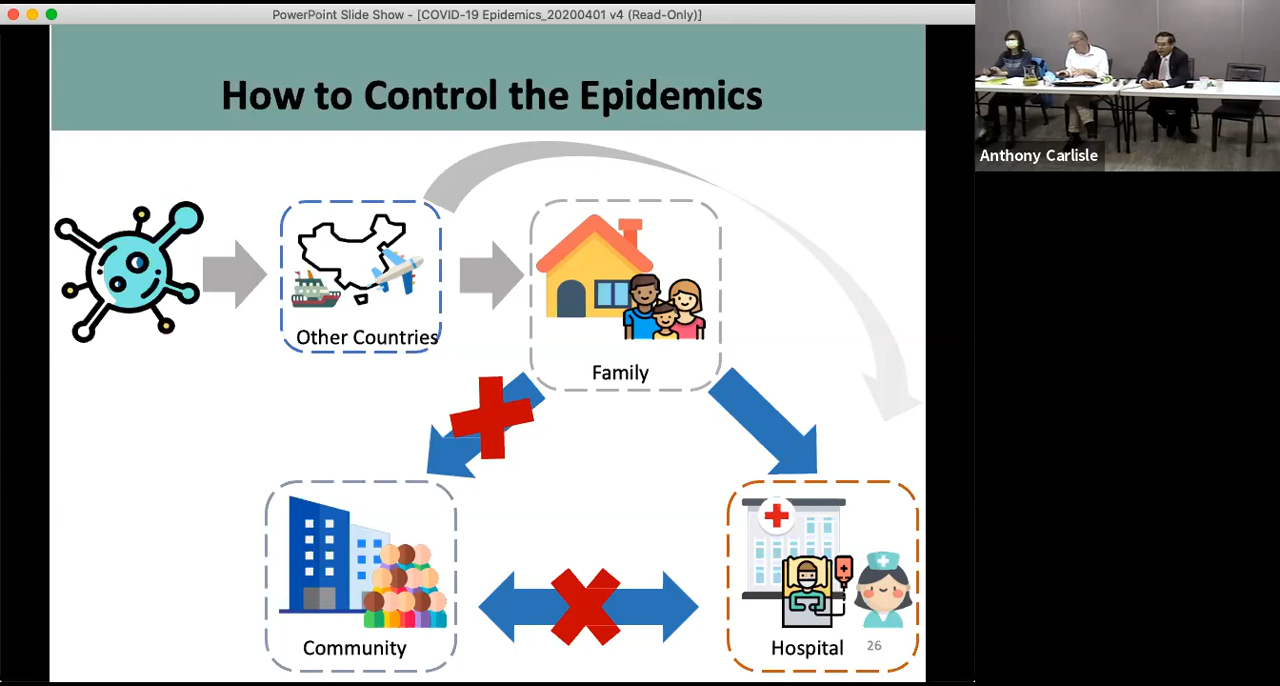 PowerPoint Slide Show - [COVID-19 Epidemics_20200401 v4 (Read-Only)]
How to Control the Epidemics
Anthony Carlisle
Other Countries
Family
Community
Hospital
26